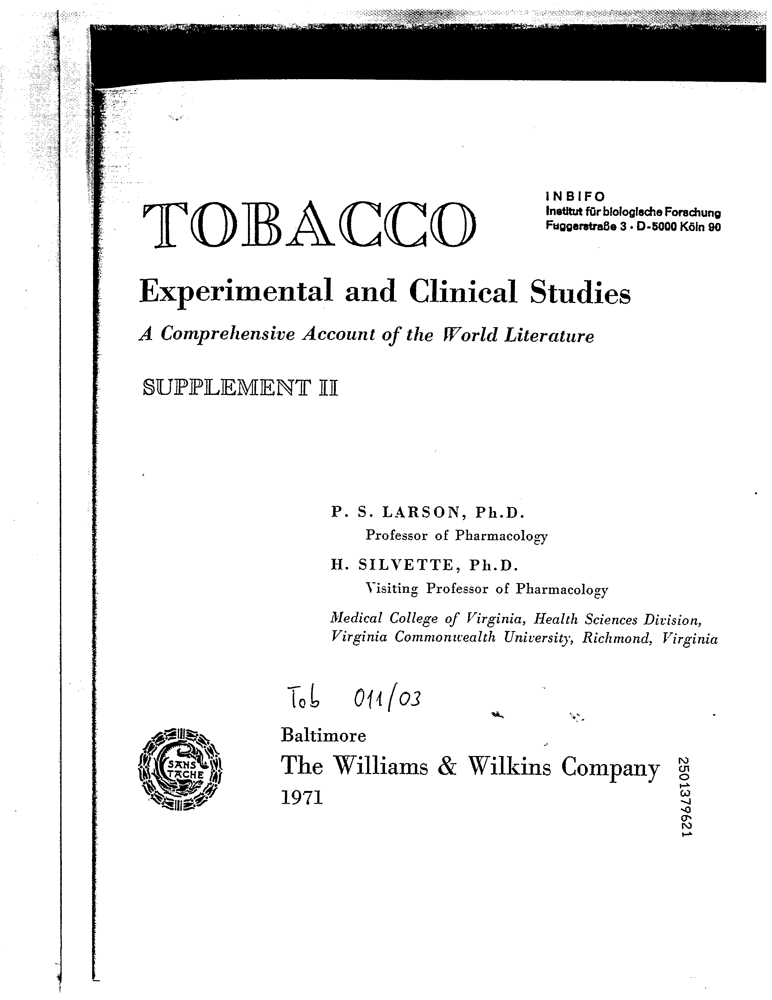 INBIFO
Institut für biologische Forschung
Fuggerstraße 3 · D-5000 Köln 90
TOBACCO
Experimental and Clinical Studies
A Comprehensive Account of the World Literature
SUPPLEMENT II
P. S. LARSON, Ph.D.
Professor of Pharmacology
H. SILVETTE, Ph.D.
Visiting Professor of Pharmacology
Medical College of Virginia, Health Sciences Division,
Virginia Commonwealth University, Richmond, Virginia
Tob 011/03
SANS
TACHE
Baltimore
The Williams & Wilkins Company
1971
2501379621